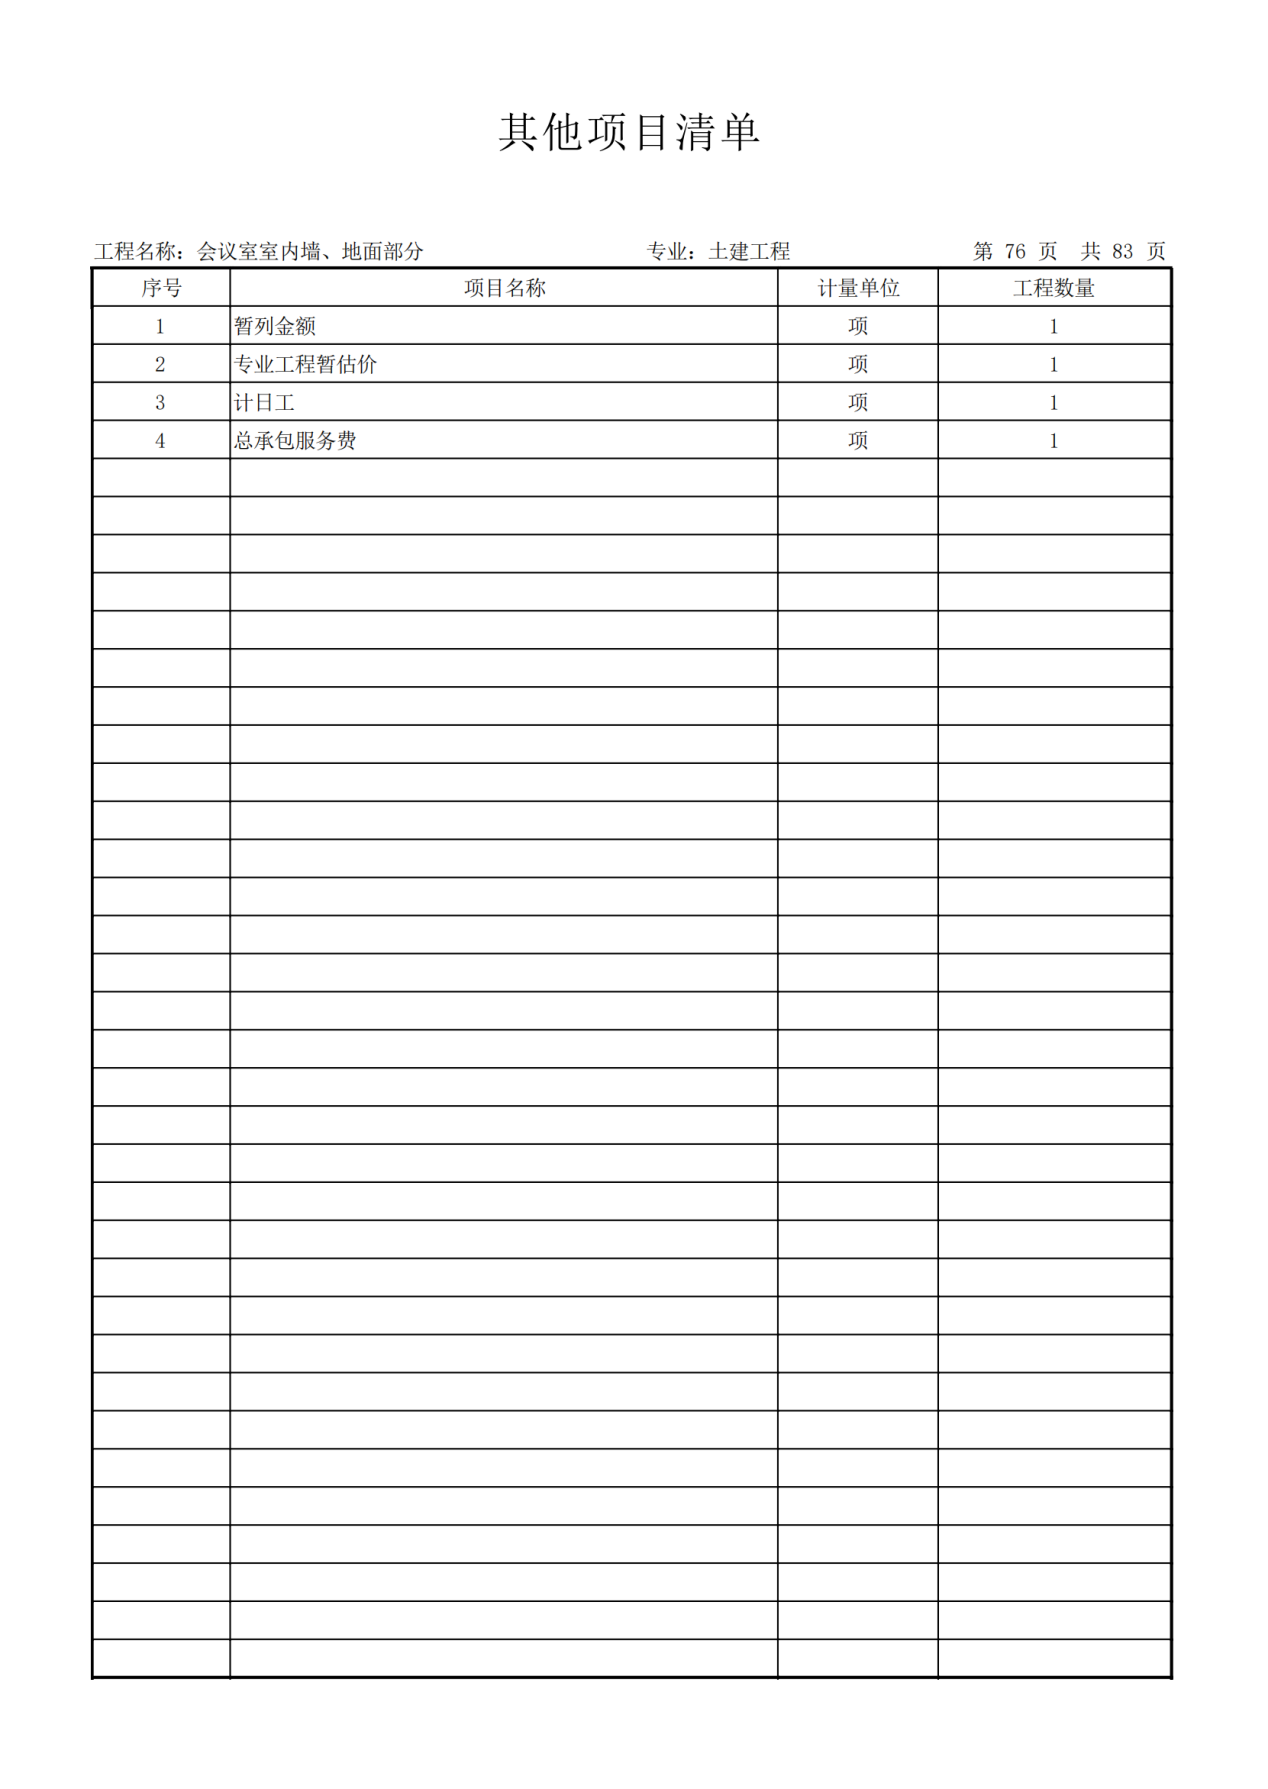 其他项目清单
工程名称：会议室室内墙、地面部分 专业：土建工程 第 76 页 共 83 页
序号 项目名称 计量单位 工程数量
1 暂列金额 项 1
2 专业工程暂估价 项 1
3 计日工 项 1
4 总承包服务费 项 1